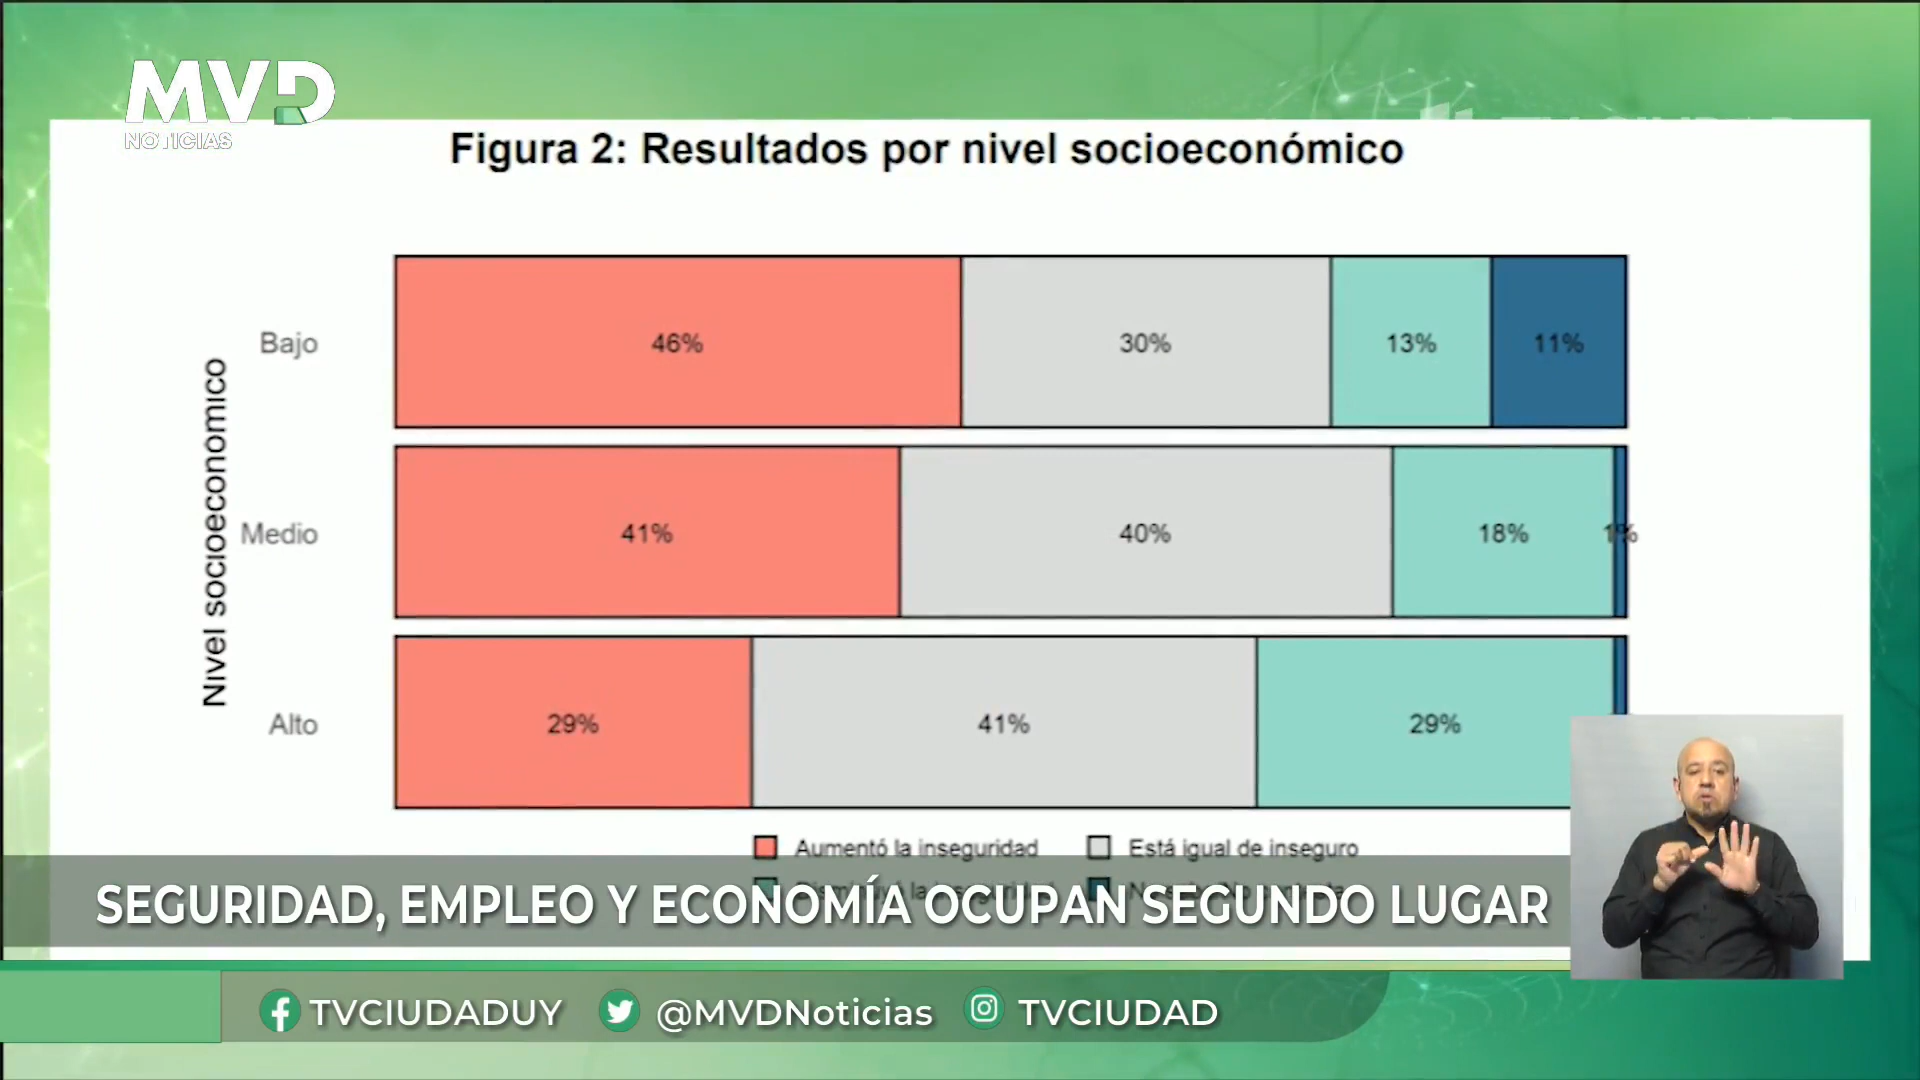 MVD
NOTICIAS
Figura 2: Resultados por nivel socioeconómico
Nivel socioeconomico
Bajo
46%
30%
13%
11%
Medio
41%
40%
18%
1%
Alto
29%
41%
29%
Aumentó la inseguridad
Está igual de inseguro
SEGURIDAD, EMPLEO Y ECONOMÍA OCUPAN SEGUNDO LUGAR
TVCIUDADUY @MVDNoticias TVCIUDAD